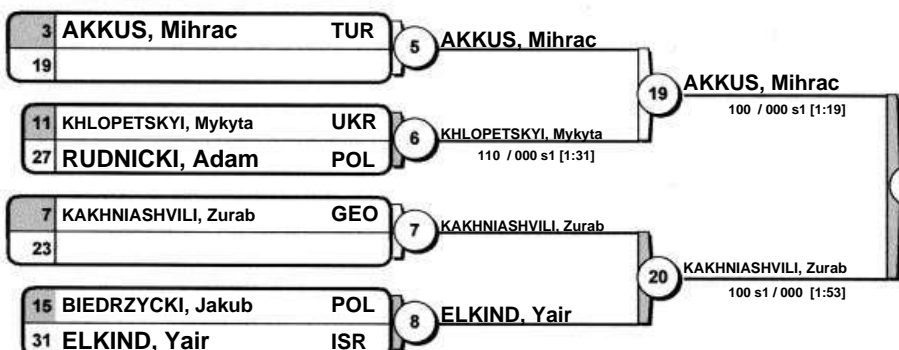 3 AKKUS, Mihrac TUR
19
5 AKKUS, Mihrac
11 KHLOPETSKYI, Mykyta UKR
27 RUDNICKI, Adam POL
6 KHLOPETSKYI, Mykyta
110 / 000 s1 [1:31]
19 AKKUS, Mihrac
100 / 000 s1 [1:19]
7 KAKHNIASHVILI, Zurab GEO
23
7 KAKHNIASHVILI, Zurab
15 BIEDRZYCKI, Jakub POL
31 ELKIND, Yair ISR
8 ELKIND, Yair
20 KAKHNIASHVILI, Zurab
100 s1 / 000 [1:53]